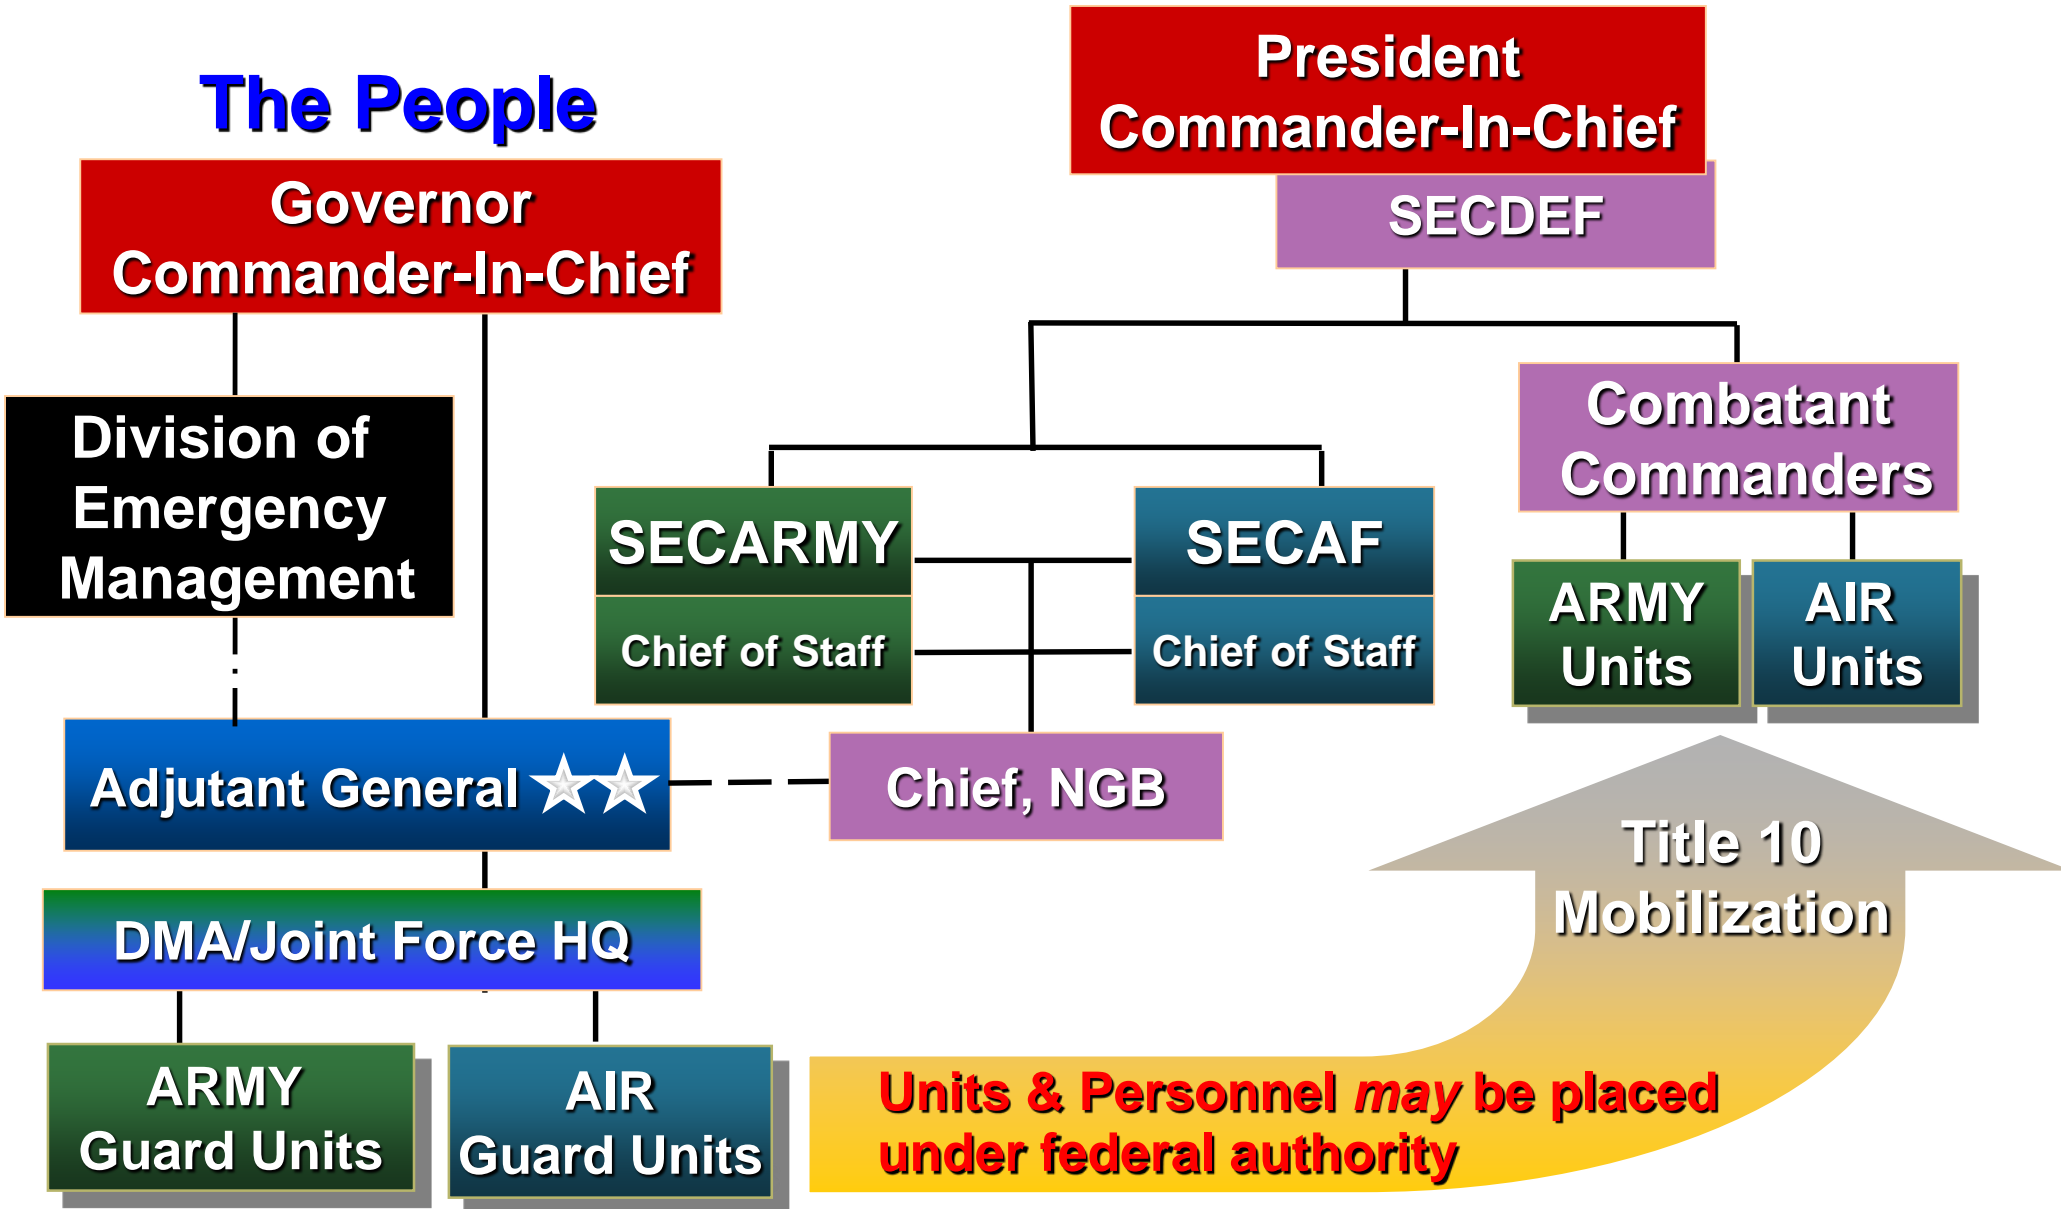 The People
Governor
Commander-In-Chief
President
Commander-In-Chief
SECDEF
Division of
Emergency
Management
Combatant
Commanders
SECARMY
Chief of Staff
SECAF
Chief of Staff
ARMY
Units
AIR
Units
Adjutant General
Chief, NGB
Title 10
Mobilization
DMA/Joint Force HQ
ARMY
Guard Units
AIR
Guard Units
Units & Personnel may be placed
under federal authority